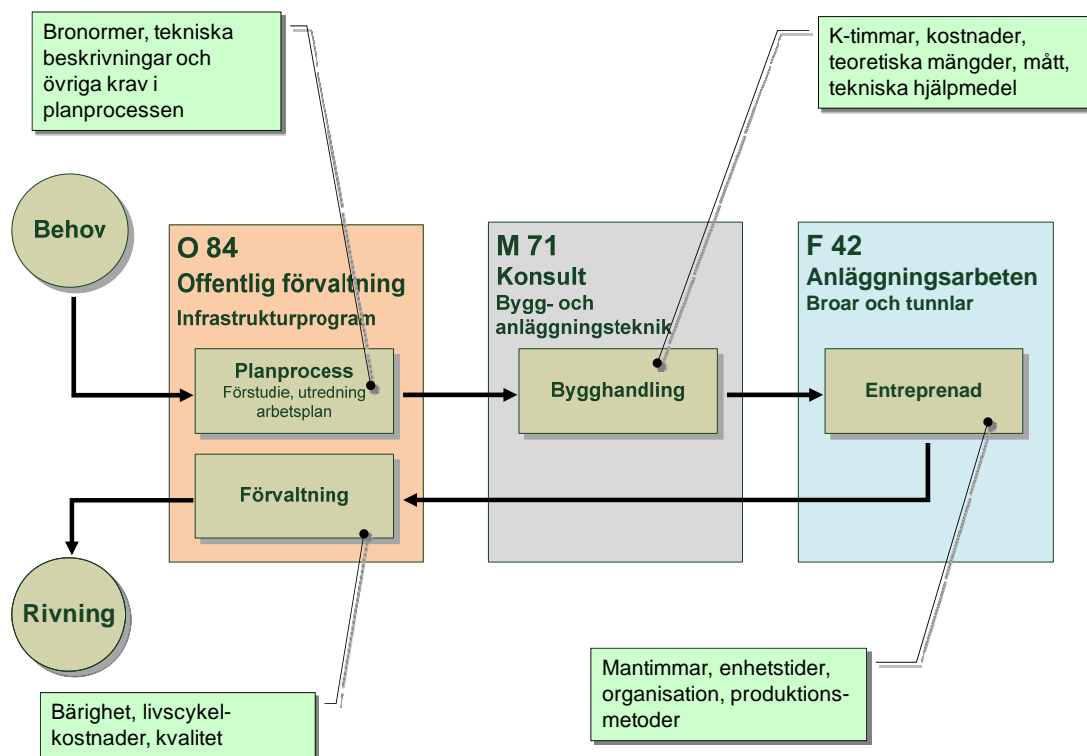 Bronormer, tekniska
beskrivningar och
övriga krav i
planprocessen
K-timmar, kostnader,
teoretiska mängder, mått,
tekniska hjälpmedel
Behov
O 84
Offentlig förvaltning
Infrastrukturprogram
Planprocess
Förstudie, utredning
arbetsplan
Förvaltning
M 71
Konsult
Bygg- och
anläggningsteknik
Bygghandling
F 42
Anläggningsarbeten
Broar och tunnlar
Entreprenad
Rivning
Bärighet, livscykel-
kostnader, kvalitet
Mantimmar, enhetstider,
organisation, produktions-
metoder